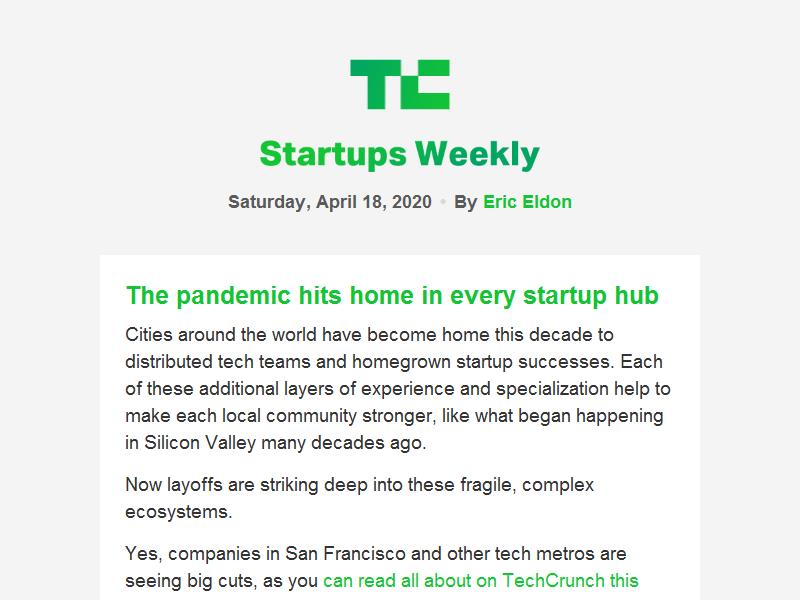 TC
Startups Weekly
Saturday, April 18, 2020 • By Eric Eldon
The pandemic hits home in every startup hub
Cities around the world have become home this decade to
distributed tech teams and homegrown startup successes. Each
of these additional layers of experience and specialization help to
make each local community stronger, like what began happening
in Silicon Valley many decades ago.
Now layoffs are striking deep into these fragile, complex
ecosystems.
Yes, companies in San Francisco and other tech metros are
seeing big cuts, as you can read all about on TechCrunch this